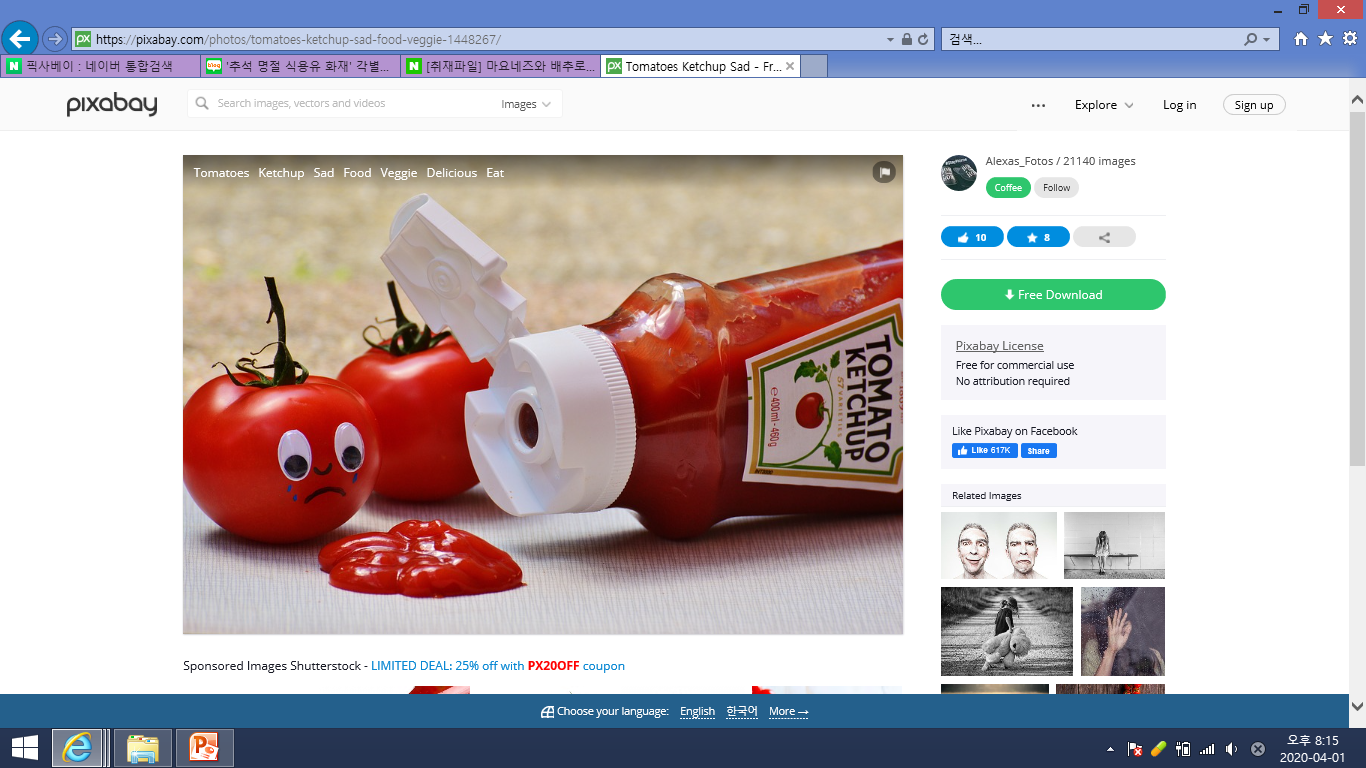 https://pixabay.com/photos/tomatoes-ketchup-sad-food-veggie-1448267/
검색...
픽사베이 : 네이버 통합검색
'추석 명절 식용유 화재' 각별...
[취재파일] 마요네즈와 배추로...
Tomatoes Ketchup Sad - Fr...
pixabay
Search images, vectors and videos
Images
Explore
Log in
Sign up
Tomatoes Ketchup Sad Food Veggie Delicious Eat
TOMATO
KETCHUP
57 VARIETIES
e 400ml - 460g
Alexas_Fotos / 21140 images
Coffee
Follow
10
8
Free Download
Pixabay License
Free for commercial use
No attribution required
Like Pixabay on Facebook
Like 617K
Share
Related Images
Sponsored Images Shutterstock - LIMITED DEAL: 25% off with PX20OFF coupon
Choose your language: English 한국어 More →
오후 8:15
2020-04-01